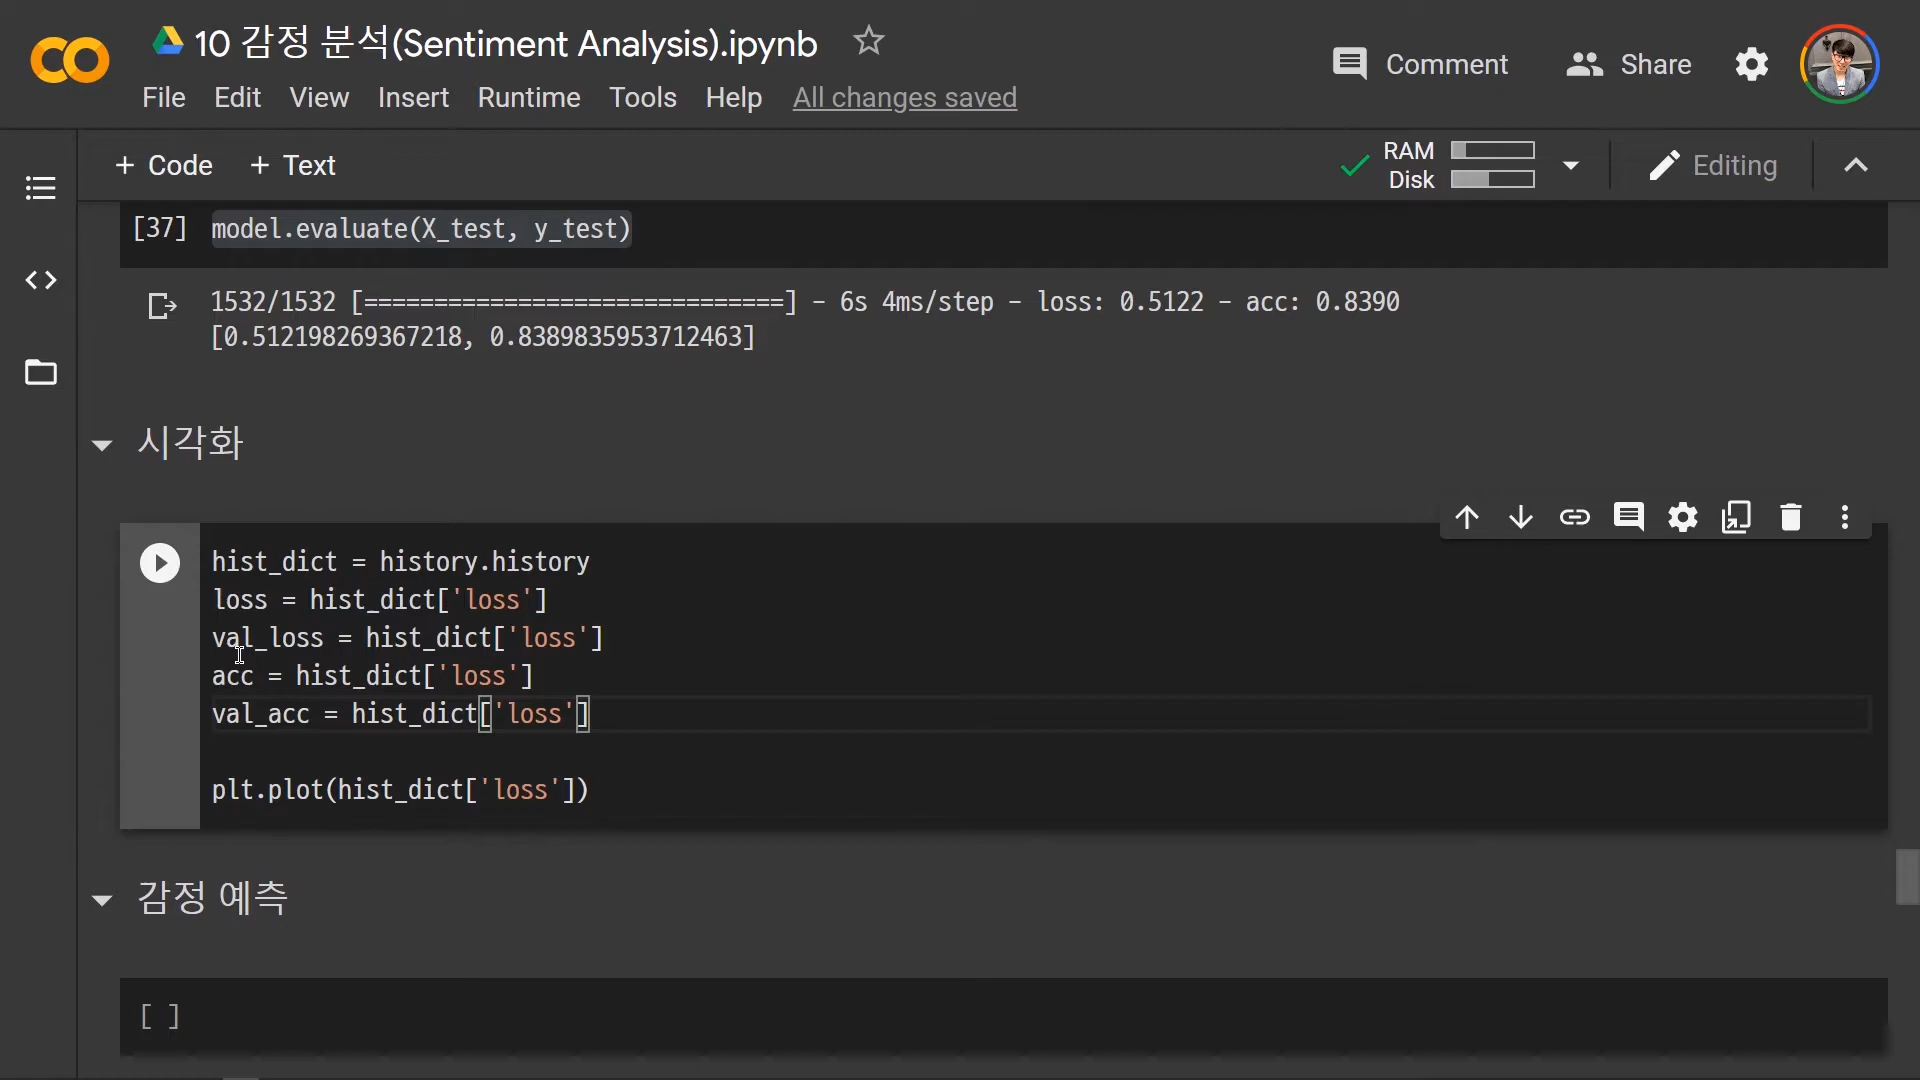 10 감정 분석(Sentiment Analysis).ipynb
Comment
Share
File Edit View Insert Runtime Tools Help All changes saved
+ Code + Text
RAM
Disk
Editing
[37] model.evaluate(X_test, y_test)
1532/1532 [==============================] - 6s 4ms/step - loss: 0.5122 - acc: 0.8390
[0.512198269367218, 0.8389835953712463]
시각화
hist_dict = history.history
loss = hist_dict['loss']
val_loss = hist_dict['loss']
acc = hist_dict['loss']
val_acc = hist_dict['loss']
plt.plot(hist_dict['loss'])
감정 예측
[ ]